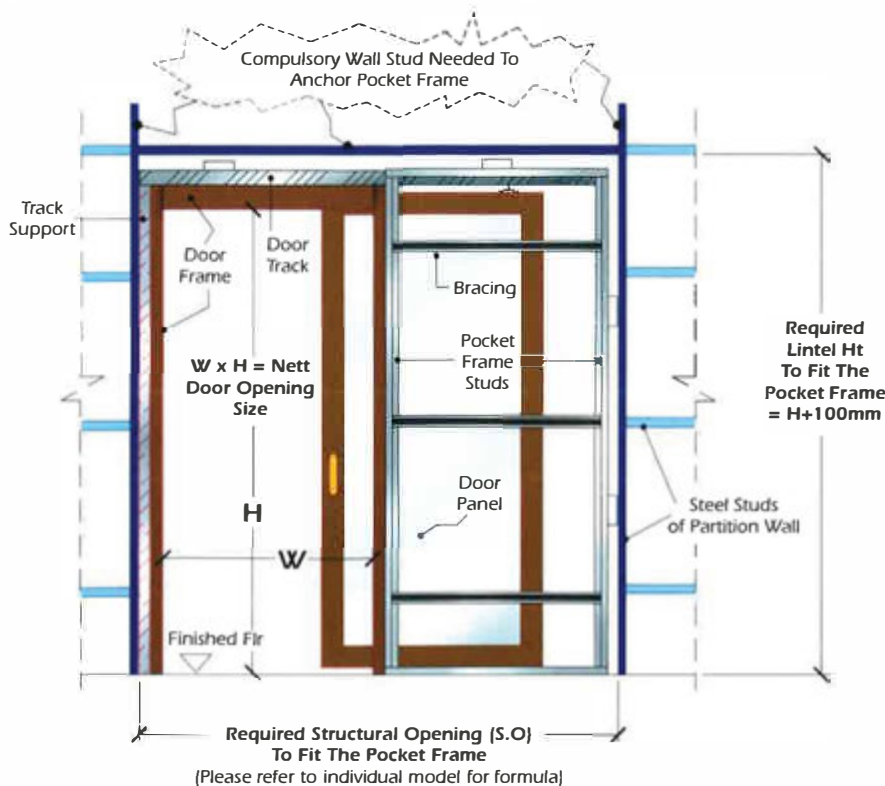 Compulsory Wall Stud Needed To
Anchor Pocket Frame
Track
Support
Door
Frame
Door
Track
Bracing
Pocket
Frame
Studs
W x H = Nett
Door Opening
Size
Required
Lintel Ht
To Fit The
Pocket Frame
= H+100mm
H
W
Door
Panel
Steel Studs
of Partition Wall
Finished Flr
Required Structural Opening (S.O)
To Fit The Pocket Frame
(Please refer to individual model for formula)